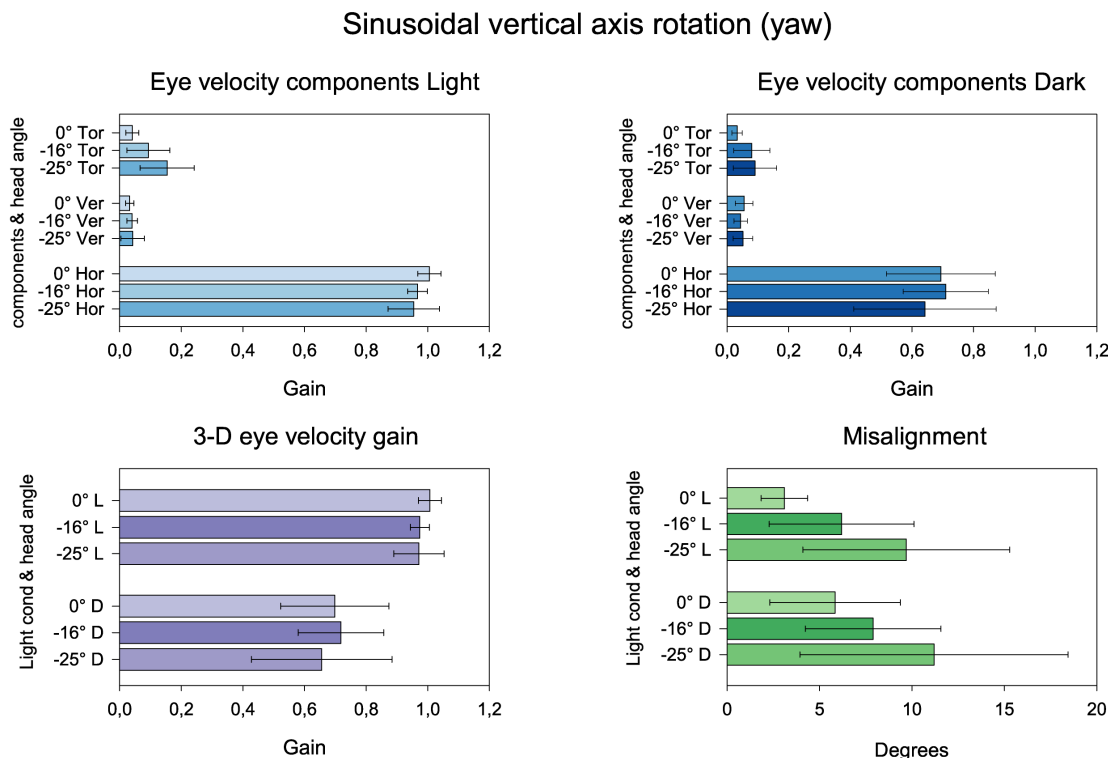 Sinusoidal vertical axis rotation (yaw)
Eye velocity components Light
components & head angle
0° Tor
-16° Tor
-25° Tor
0° Ver
-16° Ver
-25° Ver
0° Hor
-16° Hor
-25° Hor
0,0 0,2 0,4 0,6 0,8 1,0 1,2
Gain
Eye velocity components Dark
components & head angle
0° Tor
-16° Tor
-25° Tor
0° Ver
-16° Ver
-25° Ver
0° Hor
-16° Hor
-25° Hor
0,0 0,2 0,4 0,6 0,8 1,0 1,2
Gain
3-D eye velocity gain
Light cond & head angle
0° L
-16° L
-25° L
0° D
-16° D
-25° D
0,0 0,2 0,4 0,6 0,8 1,0 1,2
Gain
Misalignment
Light cond & head angle
0° L
-16° L
-25° L
0° D
-16° D
-25° D
0 5 10 15 20
Degrees